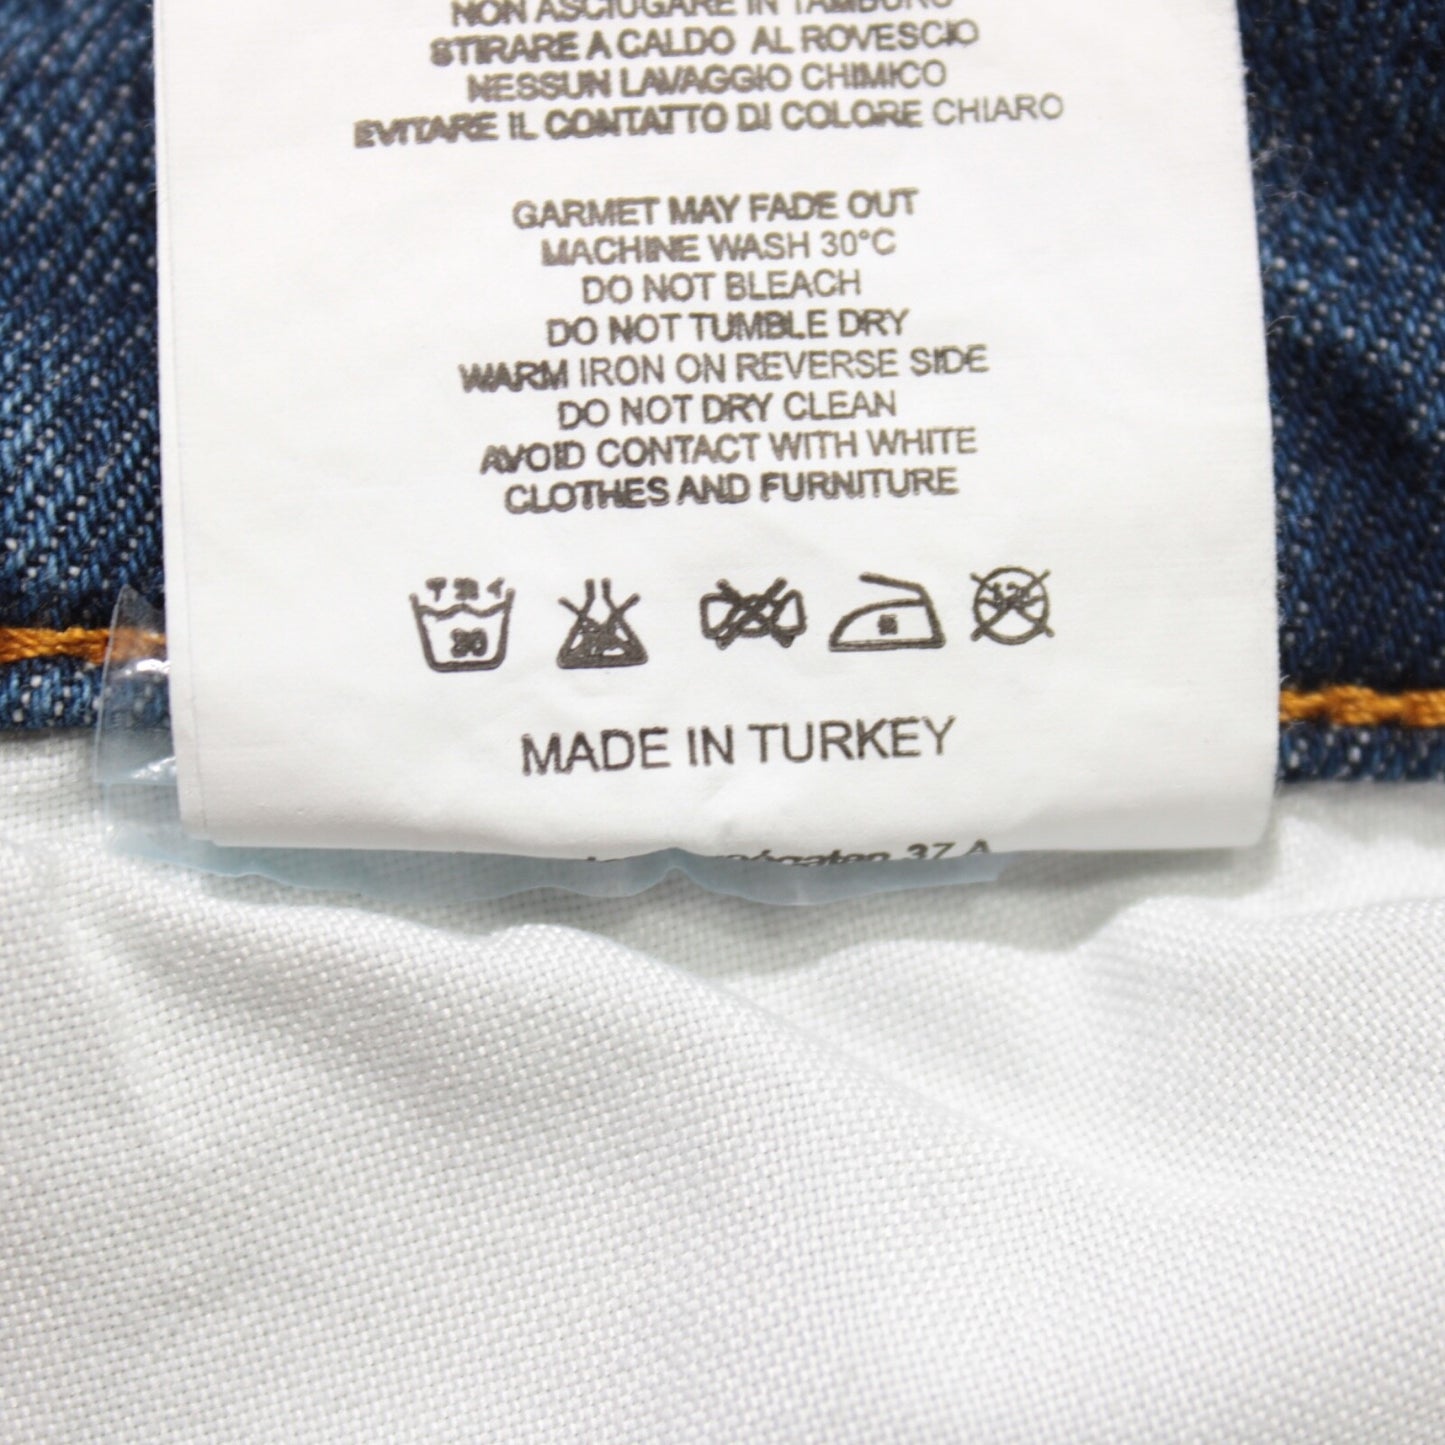 NON ASCIUGARE IN TAMBURO
STIRARE A CALDO AL ROVESCIO
NESSUN LAVAGGIO CHIMICO
EVITARE IL CONTATTO DI COLORE CHIARO
GARMET MAY FADE OUT
MACHINE WASH 30°C
DO NOT BLEACH
DO NOT TUMBLE DRY
WARM IRON ON REVERSE SIDE
DO NOT DRY CLEAN
AVOID CONTACT WITH WHITE
CLOTHES AND FURNITURE
30
MADE IN TURKEY
37 A